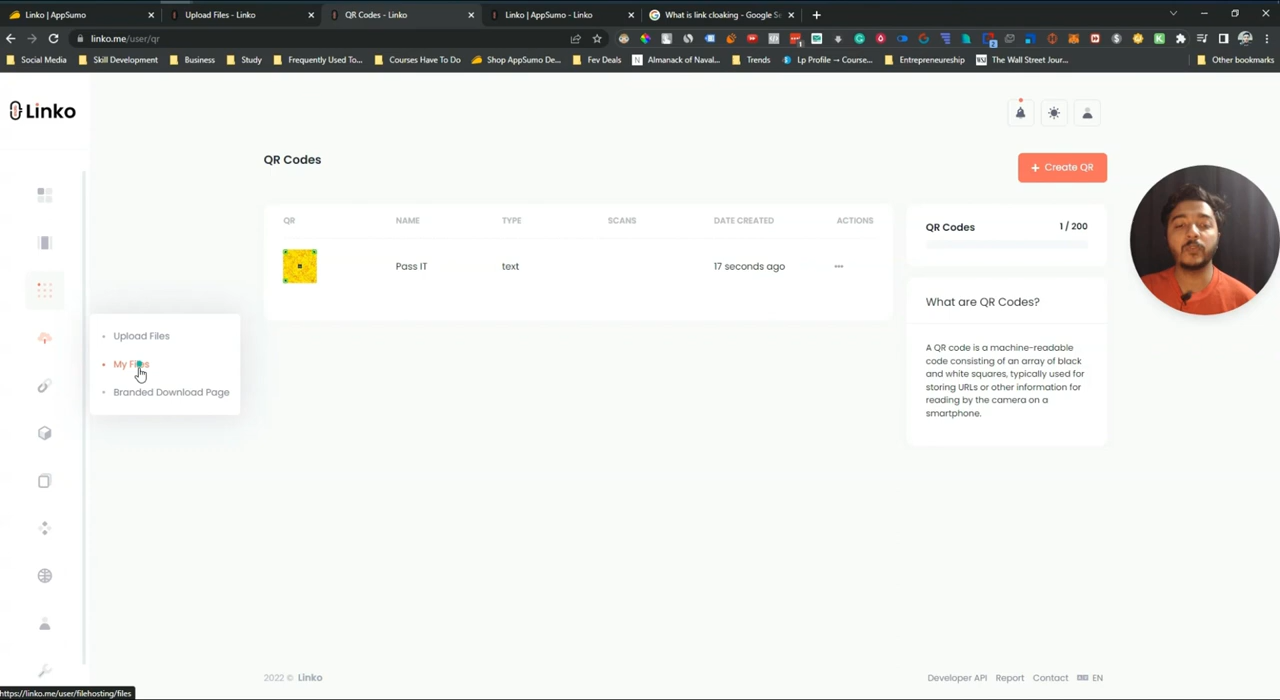 Linko | AppSumo
Upload Files - Linko
QR Codes - Linko
Linko | AppSumo - Linko
What is link cloaking - Google Se
linko.me/user/qr
Social Media
Skill Development
Business
Study
Frequently Used To...
Courses Have To Do
Shop AppSumo De...
Fev Deals
Almanack of Naval...
Trends
Lp Profile → Course...
Entrepreneurship
The Wall Street Jour...
Other bookmarks
Linko
QR Codes
+ Create QR
QR NAME TYPE SCANS DATE CREATED ACTIONS
Pass IT text 17 seconds ago ...
QR Codes 1 / 200
What are QR Codes?
A QR code is a machine-readable
code consisting of an array of black
and white squares, typically used for
storing URLs or other information for
reading by the camera on a
smartphone.
Upload Files
My Files
Branded Download Page
2022 © Linko
Developer API Report Contact EN
https://linko.me/user/filehosting/files